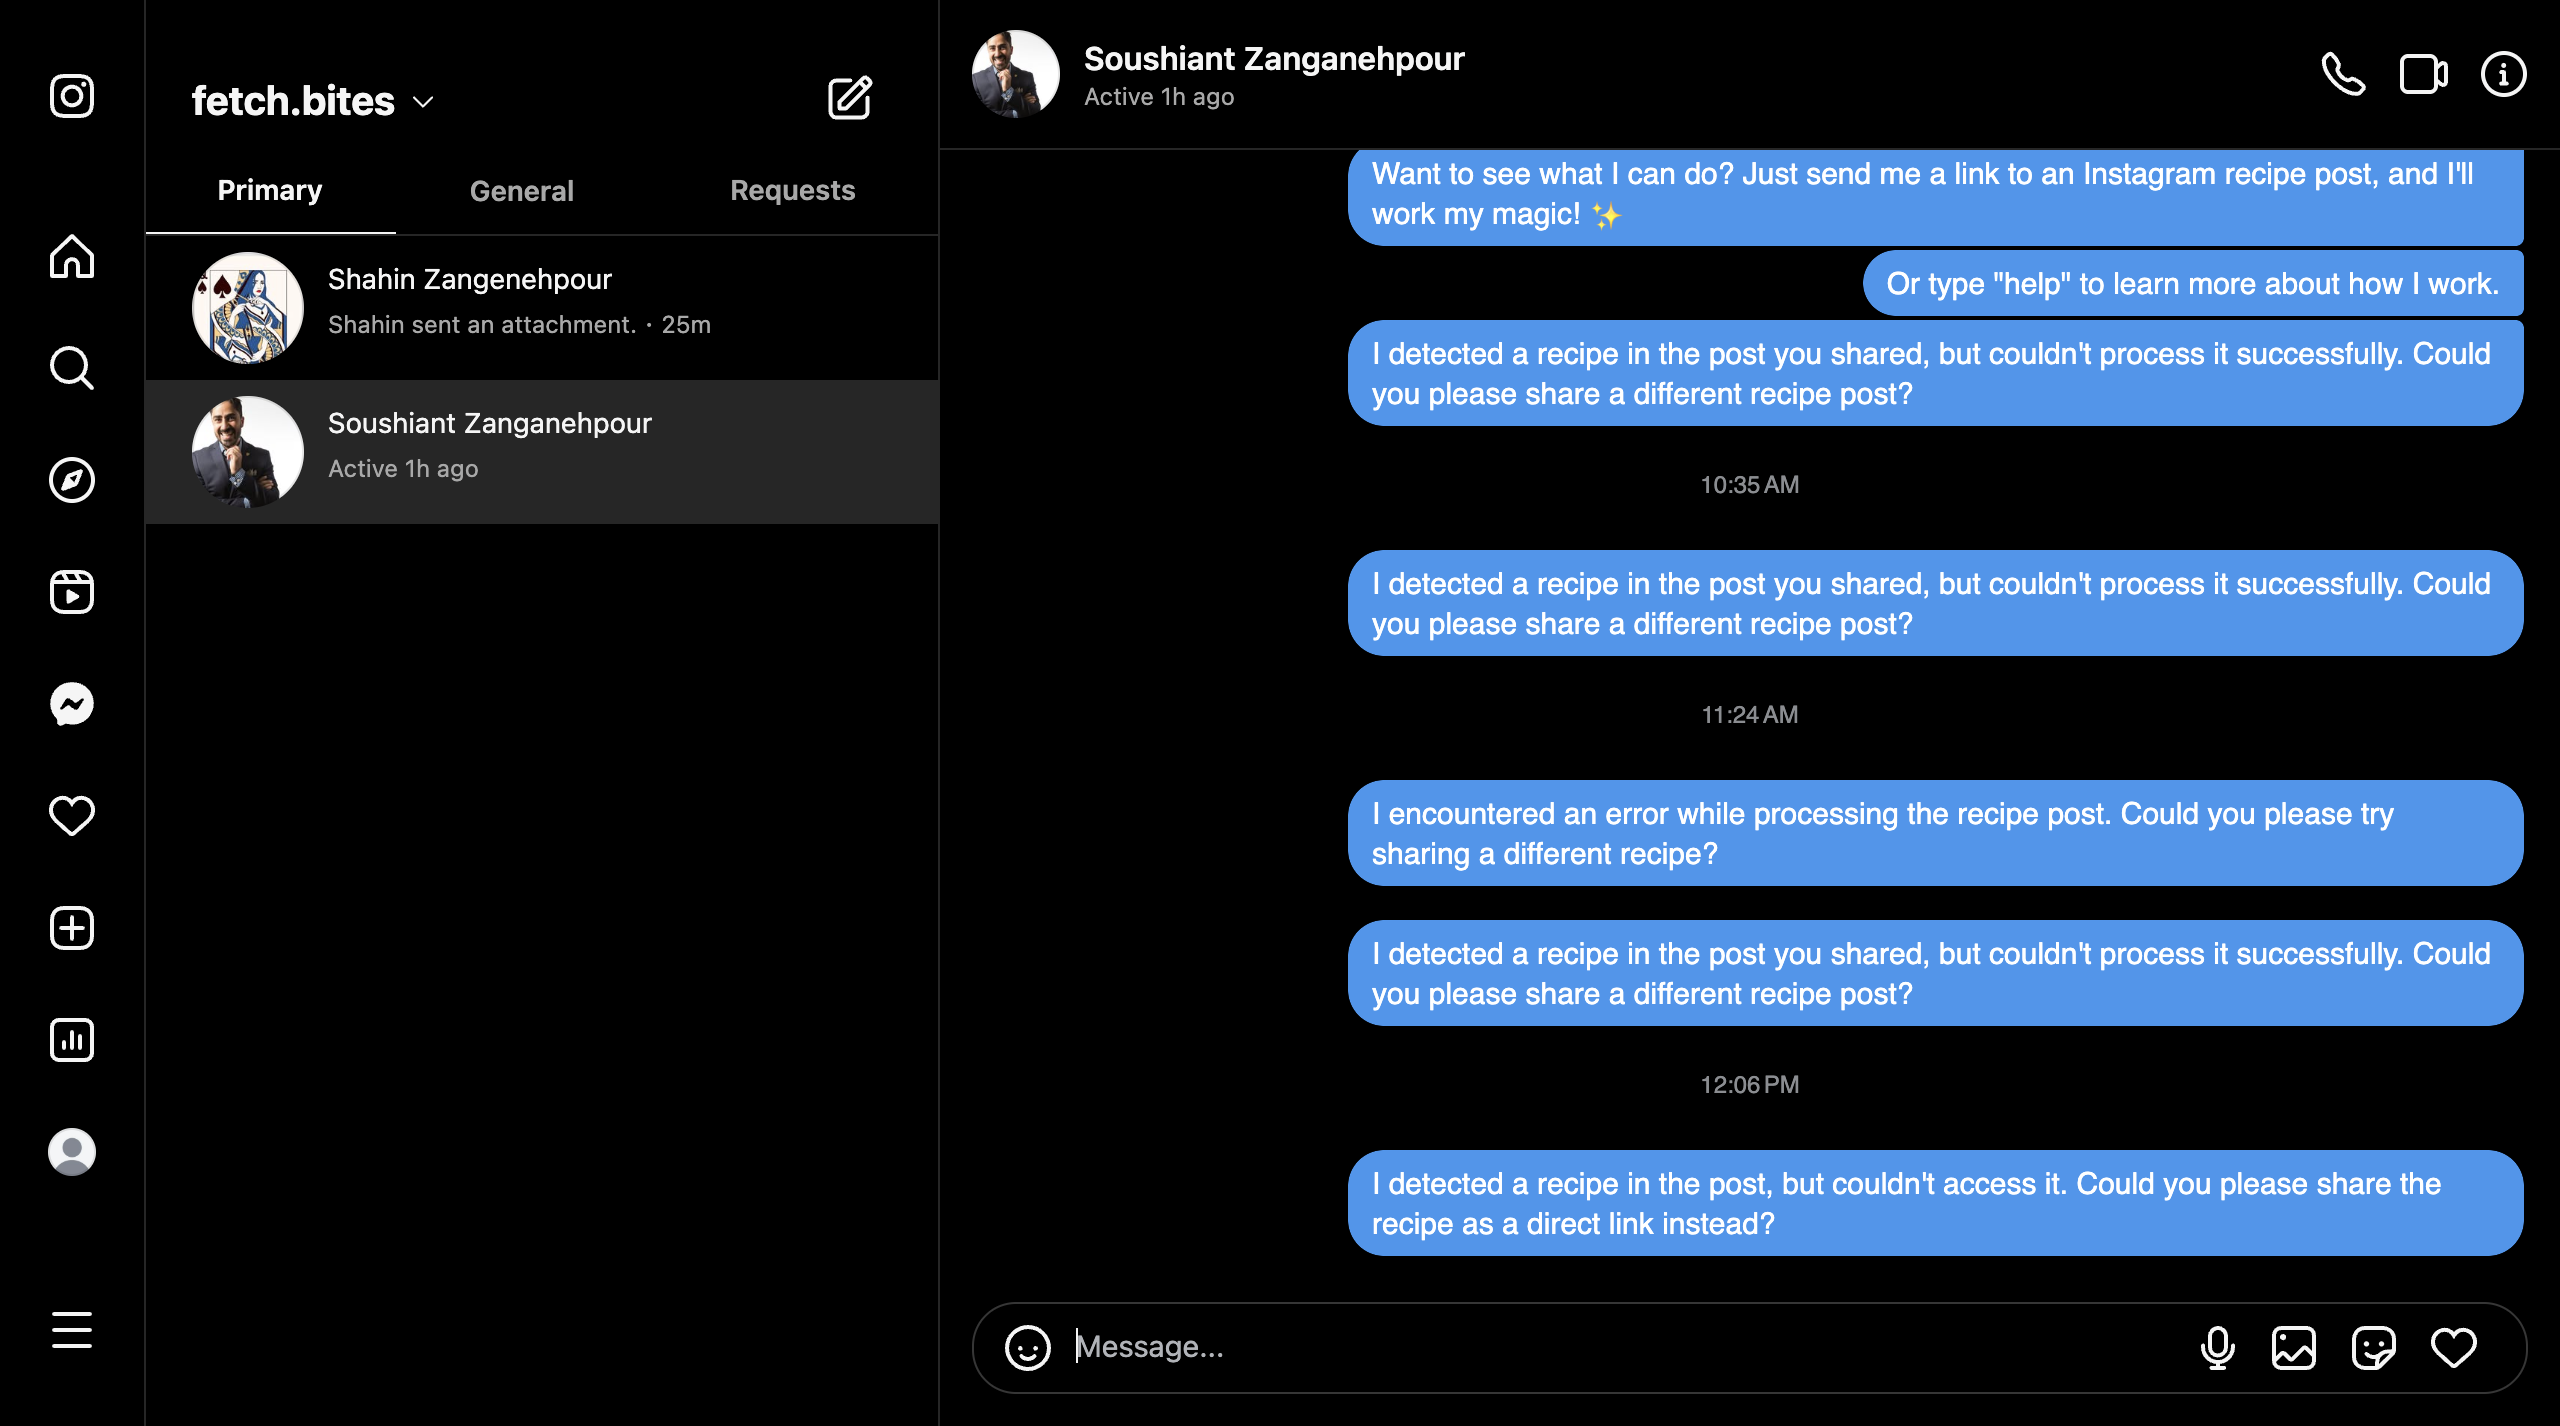 fetch.bites
Primary
General
Requests
Shahin Zangenehpour
Shahin sent an attachment. · 25m
Soushiant Zanganehpour
Active 1h ago
Soushiant Zanganehpour
Active 1h ago
Want to see what I can do? Just send me a link to an Instagram recipe post, and I'll
work my magic! ✨
Or type "help" to learn more about how I work.
I detected a recipe in the post you shared, but couldn't process it successfully. Could
you please share a different recipe post?
10:35 AM
I detected a recipe in the post you shared, but couldn't process it successfully. Could
you please share a different recipe post?
11:24 AM
I encountered an error while processing the recipe post. Could you please try
sharing a different recipe?
I detected a recipe in the post you shared, but couldn't process it successfully. Could
you please share a different recipe post?
12:06 PM
I detected a recipe in the post, but couldn't access it. Could you please share the
recipe as a direct link instead?
Message...